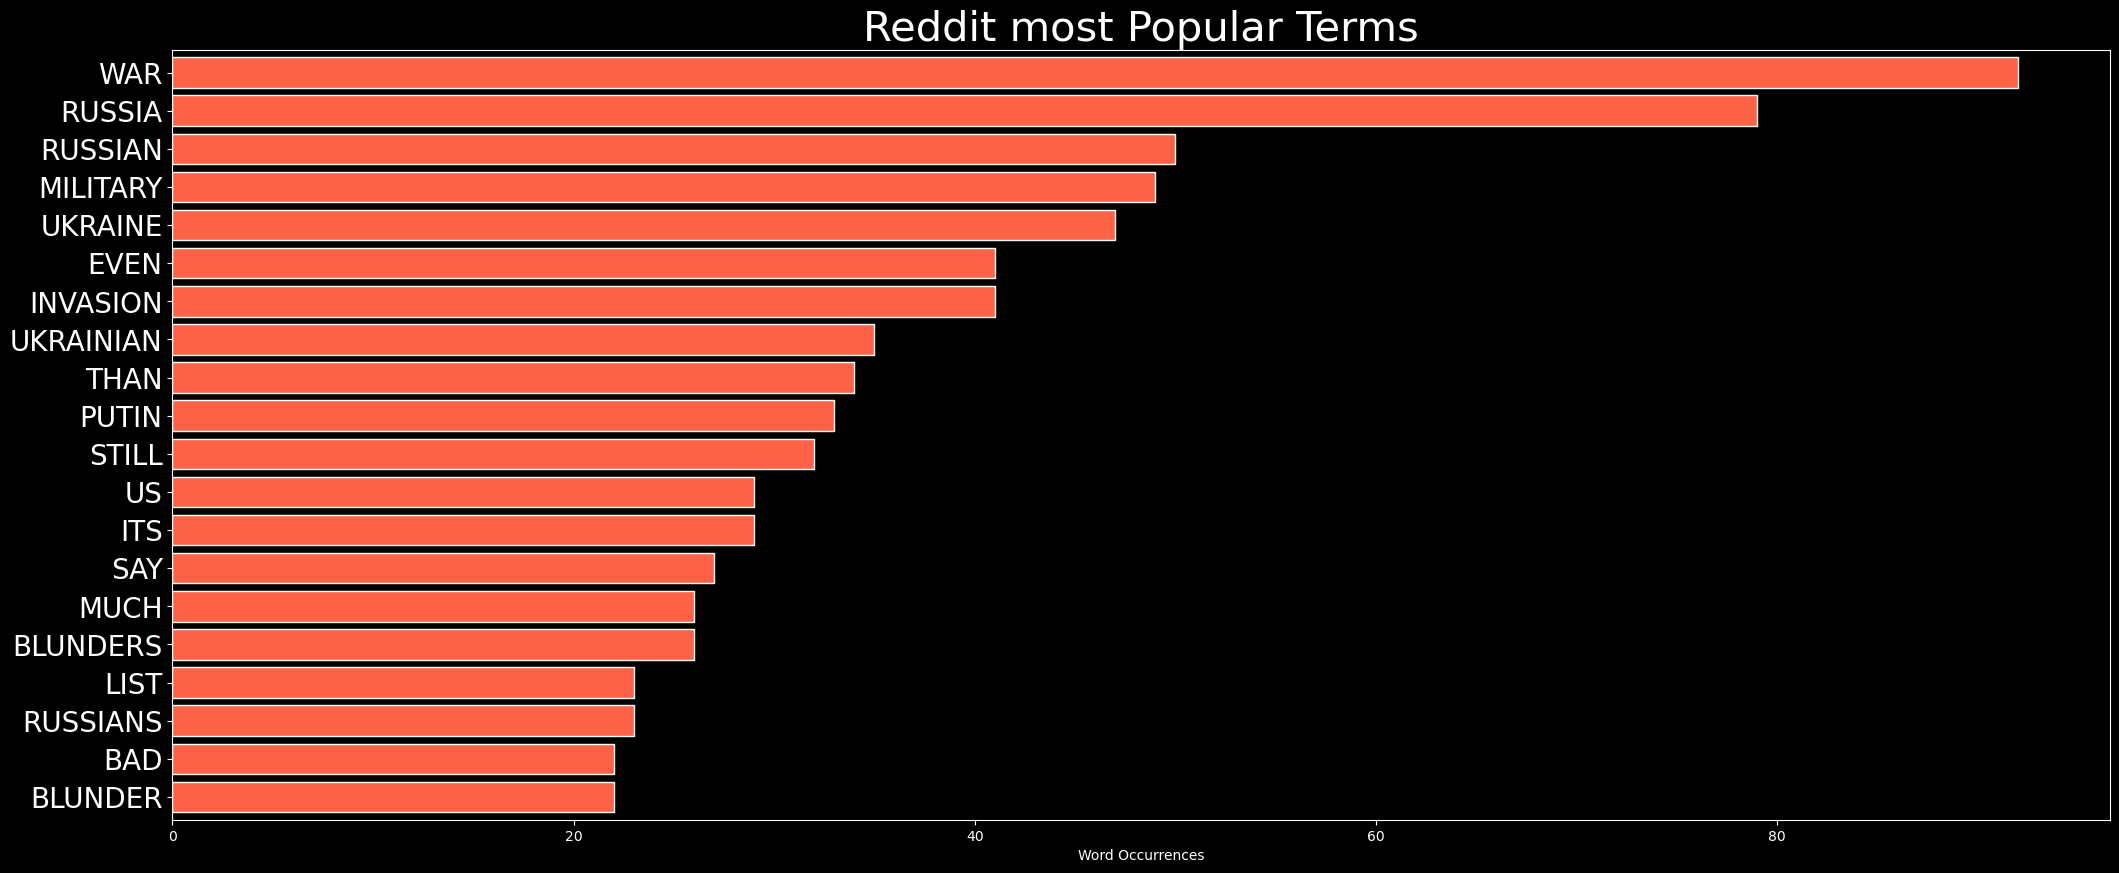 Reddit most Popular Terms
WAR
RUSSIA
RUSSIAN
MILITARY
UKRAINE
EVEN
INVASION
UKRAINIAN
THAN
PUTIN
STILL
US
ITS
SAY
MUCH
BLUNDERS
LIST
RUSSIANS
BAD
BLUNDER
0 20 40 60 80
Word Occurrences